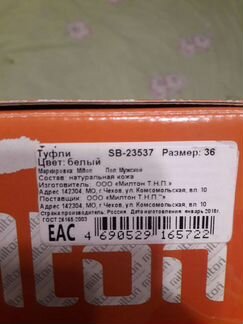 Туфли SB-23537 Размер: 36
Цвет: белый
Маркировка Milton Пол: Мужской
Состав натуральная кожа
Изготовитель: ООО «Милтон Т.Н.П.»
Адрес 142304, МО, г.Чехов, ул. Комсомольская, вл. 10
Поставщик: ООО «Милтон Т.Н.П."»
Адрес 142304, МО, г.Чехов, ул. Комсомольская, вл. 10
Страна производитель: Россия. Дата изготовления: январь 2018г.
ГОСТ 26165-2003
EAC 4 690529 165722
milton